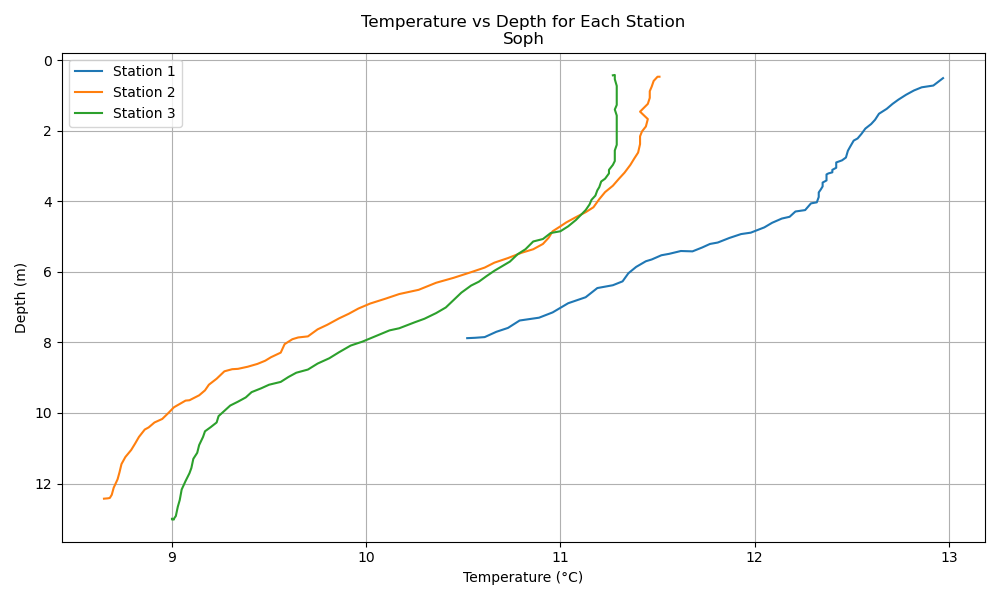 Temperature vs Depth for Each Station
Soph
Station 1
Station 2
Station 3
0
2
4
6
8
10
12
Depth (m)
9
10
11
12
13
Temperature (°C)